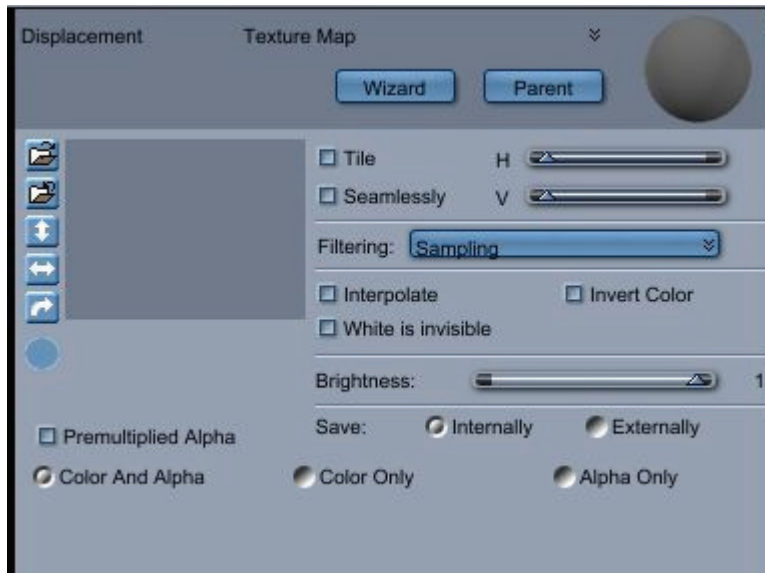 Displacement Texture Map
Wizard Parent
Tile H
Seamlessly V
Filtering: Sampling
Interpolate Invert Color
White is invisible
Brightness: 1
Save: Internally Externally
Premultiplied Alpha
Color And Alpha Color Only Alpha Only